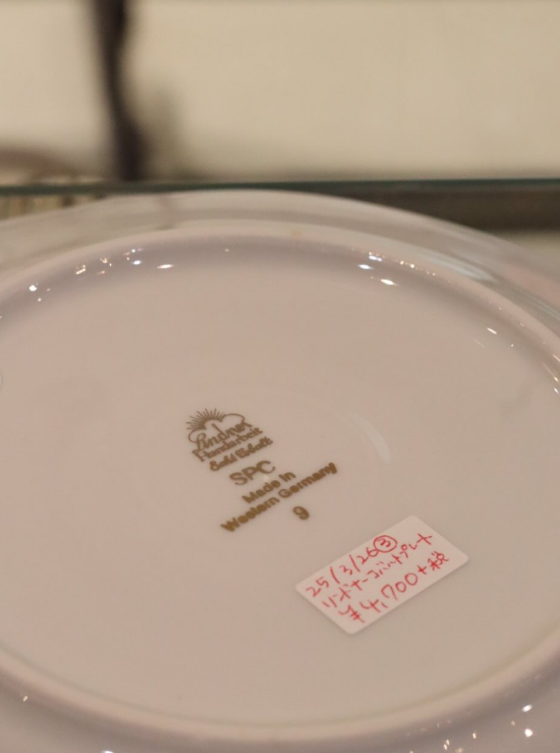 Lindner
Handarbeit
Echt Kobalt
SPC
Made in
Western Germany
9
25/3/26③
リンドナーコバルトプレート
¥4,700+税